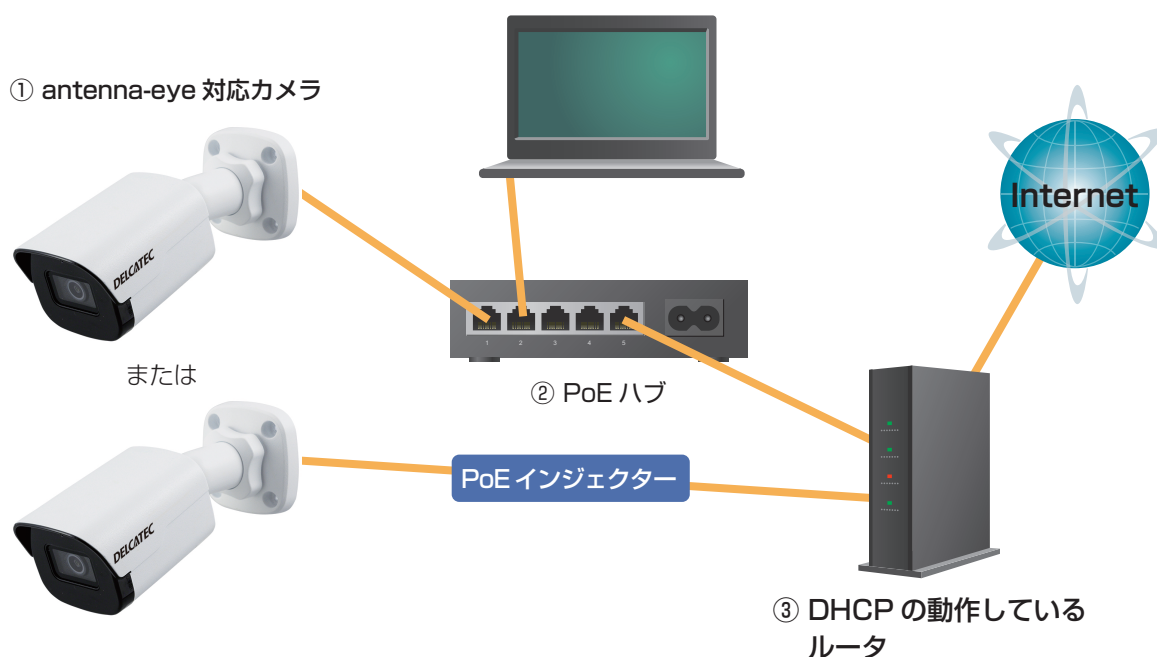 ① antenna-eye 対応カメラ
DELCATEC
または
DELCATEC
1 2 3 4 5
② PoE ハブ
PoE インジェクター
Internet
③ DHCP の動作している
ルータ